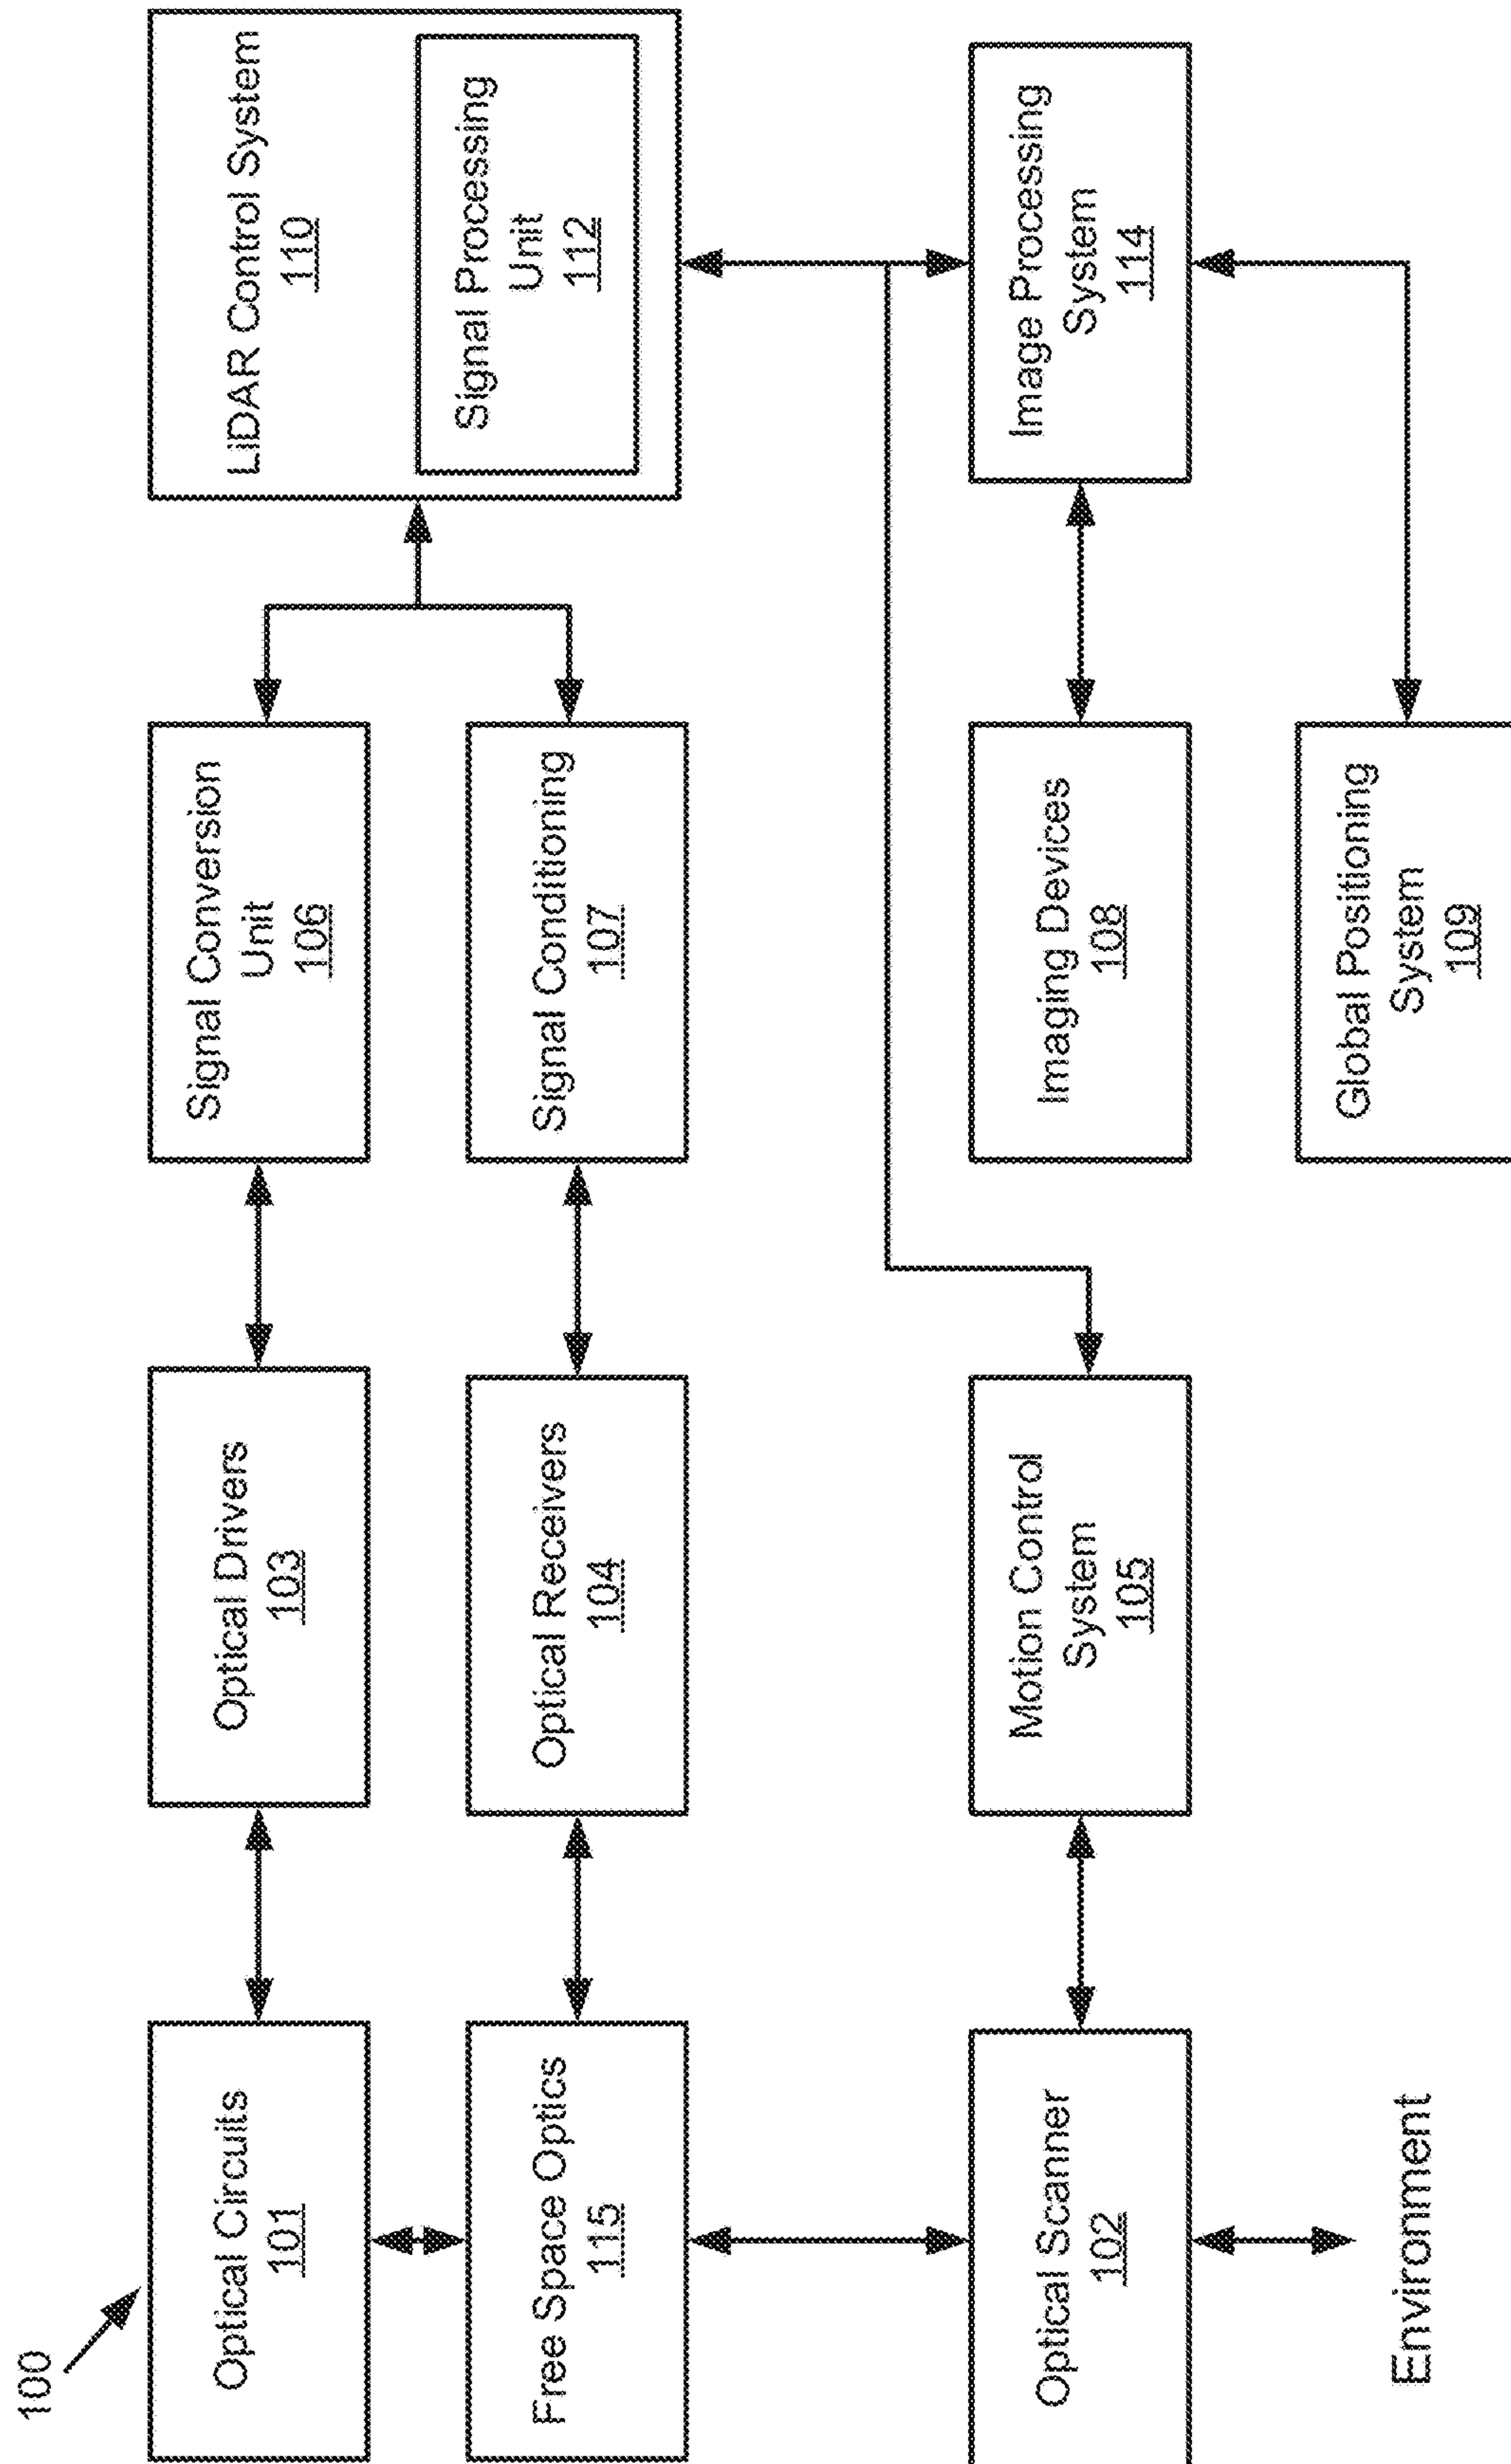 100
Optical Circuits
101
Optical Drivers
103
Signal Conversion
Unit
106
LiDAR Control System
110
Signal Processing
Unit
112
Free Space Optics
115
Optical Receivers
104
Signal Conditioning
107
Optical Scanner
102
Motion Control
System
105
Imaging Devices
108
Image Processing
System
114
Environment
Global Positioning
System
109